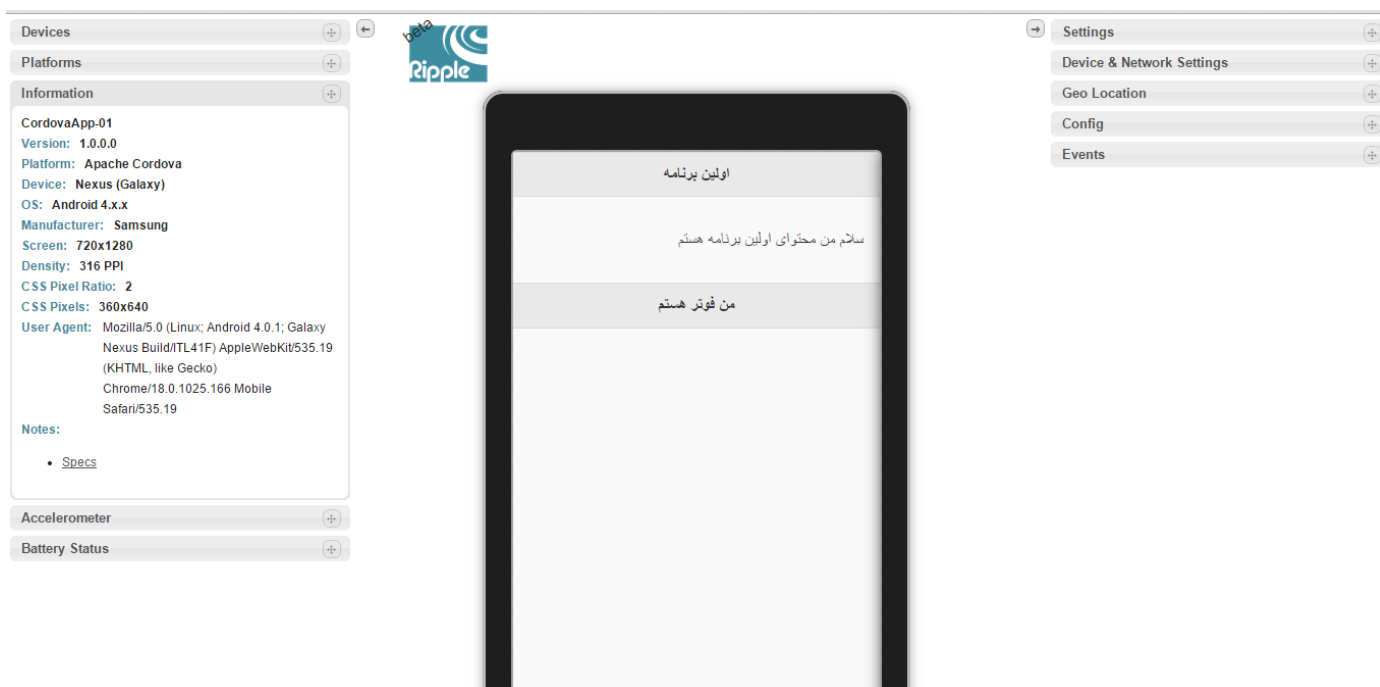 Devices
Platforms
Information
CordovaApp-01
Version: 1.0.0.0
Platform: Apache Cordova
Device: Nexus (Galaxy)
OS: Android 4.x.x
Manufacturer: Samsung
Screen: 720x1280
Density: 316 PPI
CSS Pixel Ratio: 2
CSS Pixels: 360x640
User Agent: Mozilla/5.0 (Linux; Android 4.0.1; Galaxy
Nexus Build/ITL41F) AppleWebKit/535.19
(KHTML, like Gecko)
Chrome/18.0.1025.166 Mobile
Safari/535.19
Notes:
Specs
Accelerometer
Battery Status
beta
Ripple
اولین برنامه
سلام من محتوای اولین برنامه هستم
من فوتر هستم
Settings
Device & Network Settings
Geo Location
Config
Events